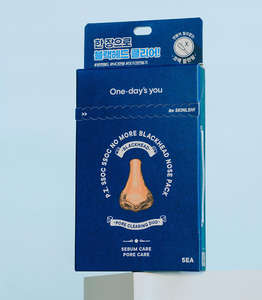 한 장으로
블랙헤드 클리어!
One-day's you
P.Z. SSOC SSOC NO MORE BLACKHEAD NOSE PACK
BLACKHEAD
PORE CLEARING DUO
SEBUM CARE
PORE CARE
5EA